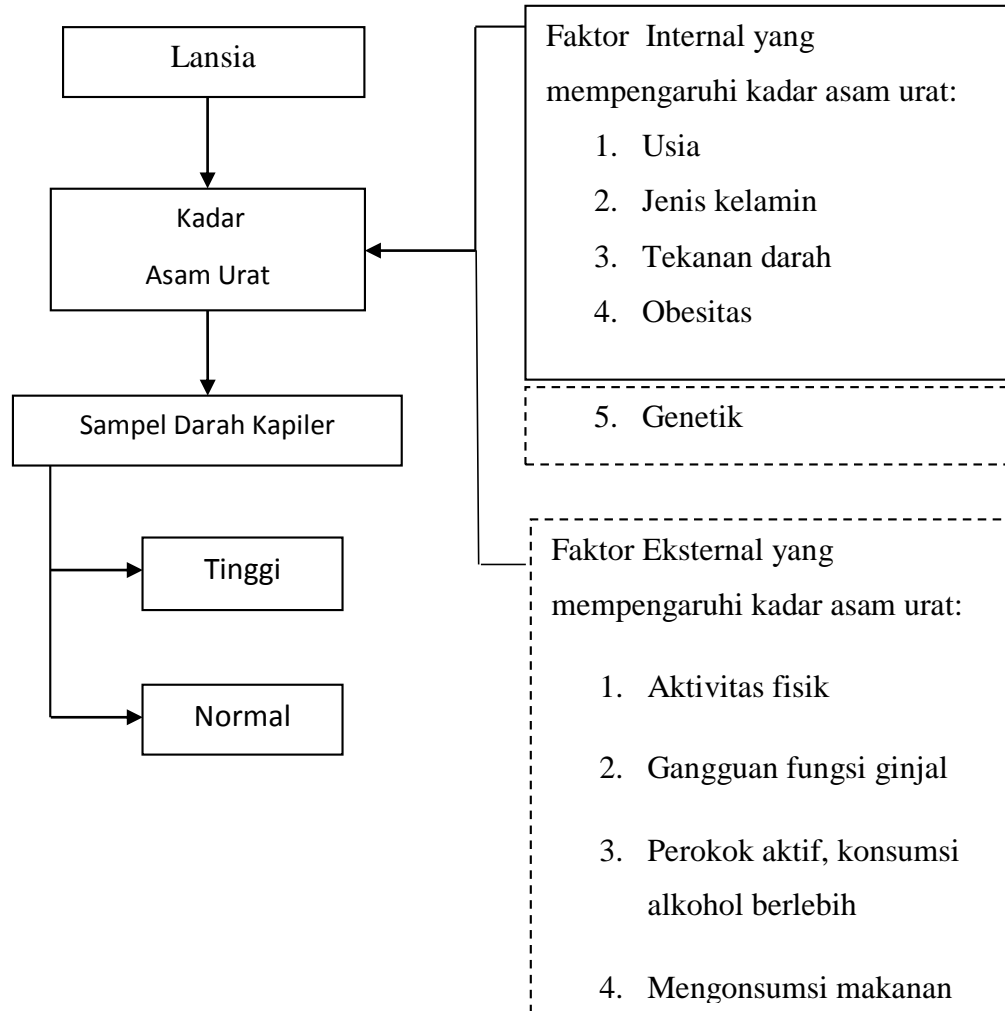 Lansia
Kadar
Asam Urat
Sampel Darah Kapiler
Tinggi
Normal
Faktor Internal yang
mempengaruhi kadar asam urat:
1. Usia
2. Jenis kelamin
3. Tekanan darah
4. Obesitas
5. Genetik
Faktor Eksternal yang
mempengaruhi kadar asam urat:
1. Aktivitas fisik
2. Gangguan fungsi ginjal
3. Perokok aktif, konsumsi
alkohol berlebih
4. Mengonsumsi makanan